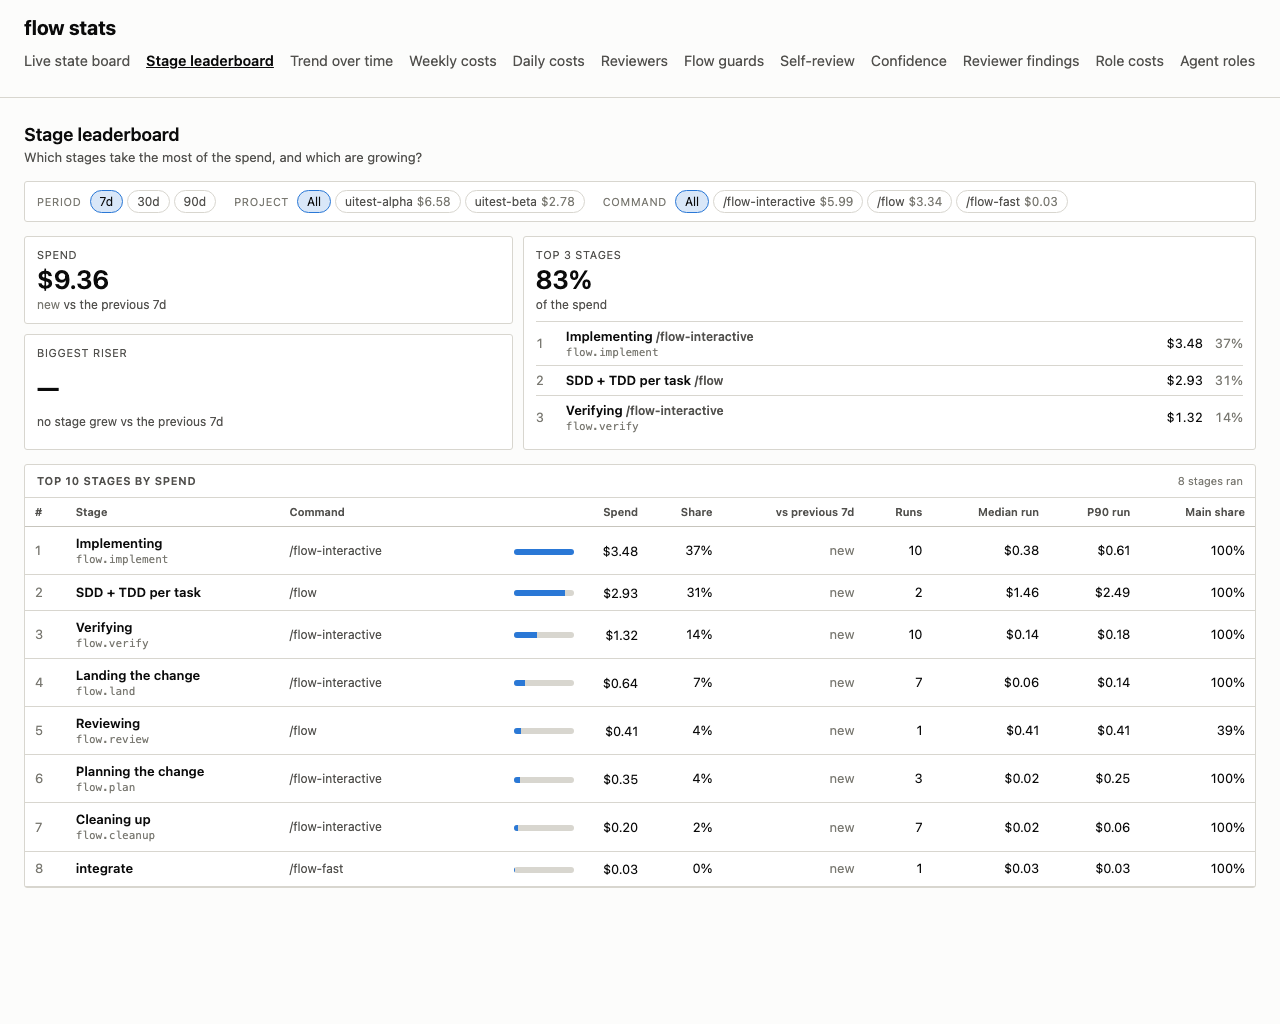 flow stats
Live state board Stage leaderboard Trend over time Weekly costs Daily costs Reviewers Flow guards Self-review Confidence Reviewer findings Role costs Agent roles
Stage leaderboard
Which stages take the most of the spend, and which are growing?
PERIOD 7d 30d 90d PROJECT All uitest-alpha $6.58 uitest-beta $2.78 COMMAND All /flow-interactive $5.99 /flow $3.34 /flow-fast $0.03
SPEND
$9.36
new vs the previous 7d
BIGGEST RISER
—
no stage grew vs the previous 7d
TOP 3 STAGES
83%
of the spend
1 Implementing /flow-interactive $3.48 37%
flow.implement
2 SDD + TDD per task /flow $2.93 31%
3 Verifying /flow-interactive $1.32 14%
flow.verify
TOP 10 STAGES BY SPEND 8 stages ran
# Stage Command Spend Share vs previous 7d Runs Median run P90 run Main share
1 Implementing /flow-interactive $3.48 37% new 10 $0.38 $0.61 100%
flow.implement
2 SDD + TDD per task /flow $2.93 31% new 2 $1.46 $2.49 100%
3 Verifying /flow-interactive $1.32 14% new 10 $0.14 $0.18 100%
flow.verify
4 Landing the change /flow-interactive $0.64 7% new 7 $0.06 $0.14 100%
flow.land
5 Reviewing /flow $0.41 4% new 1 $0.41 $0.41 39%
flow.review
6 Planning the change /flow-interactive $0.35 4% new 3 $0.02 $0.25 100%
flow.plan
7 Cleaning up /flow-interactive $0.20 2% new 7 $0.02 $0.06 100%
flow.cleanup
8 integrate /flow-fast $0.03 0% new 1 $0.03 $0.03 100%